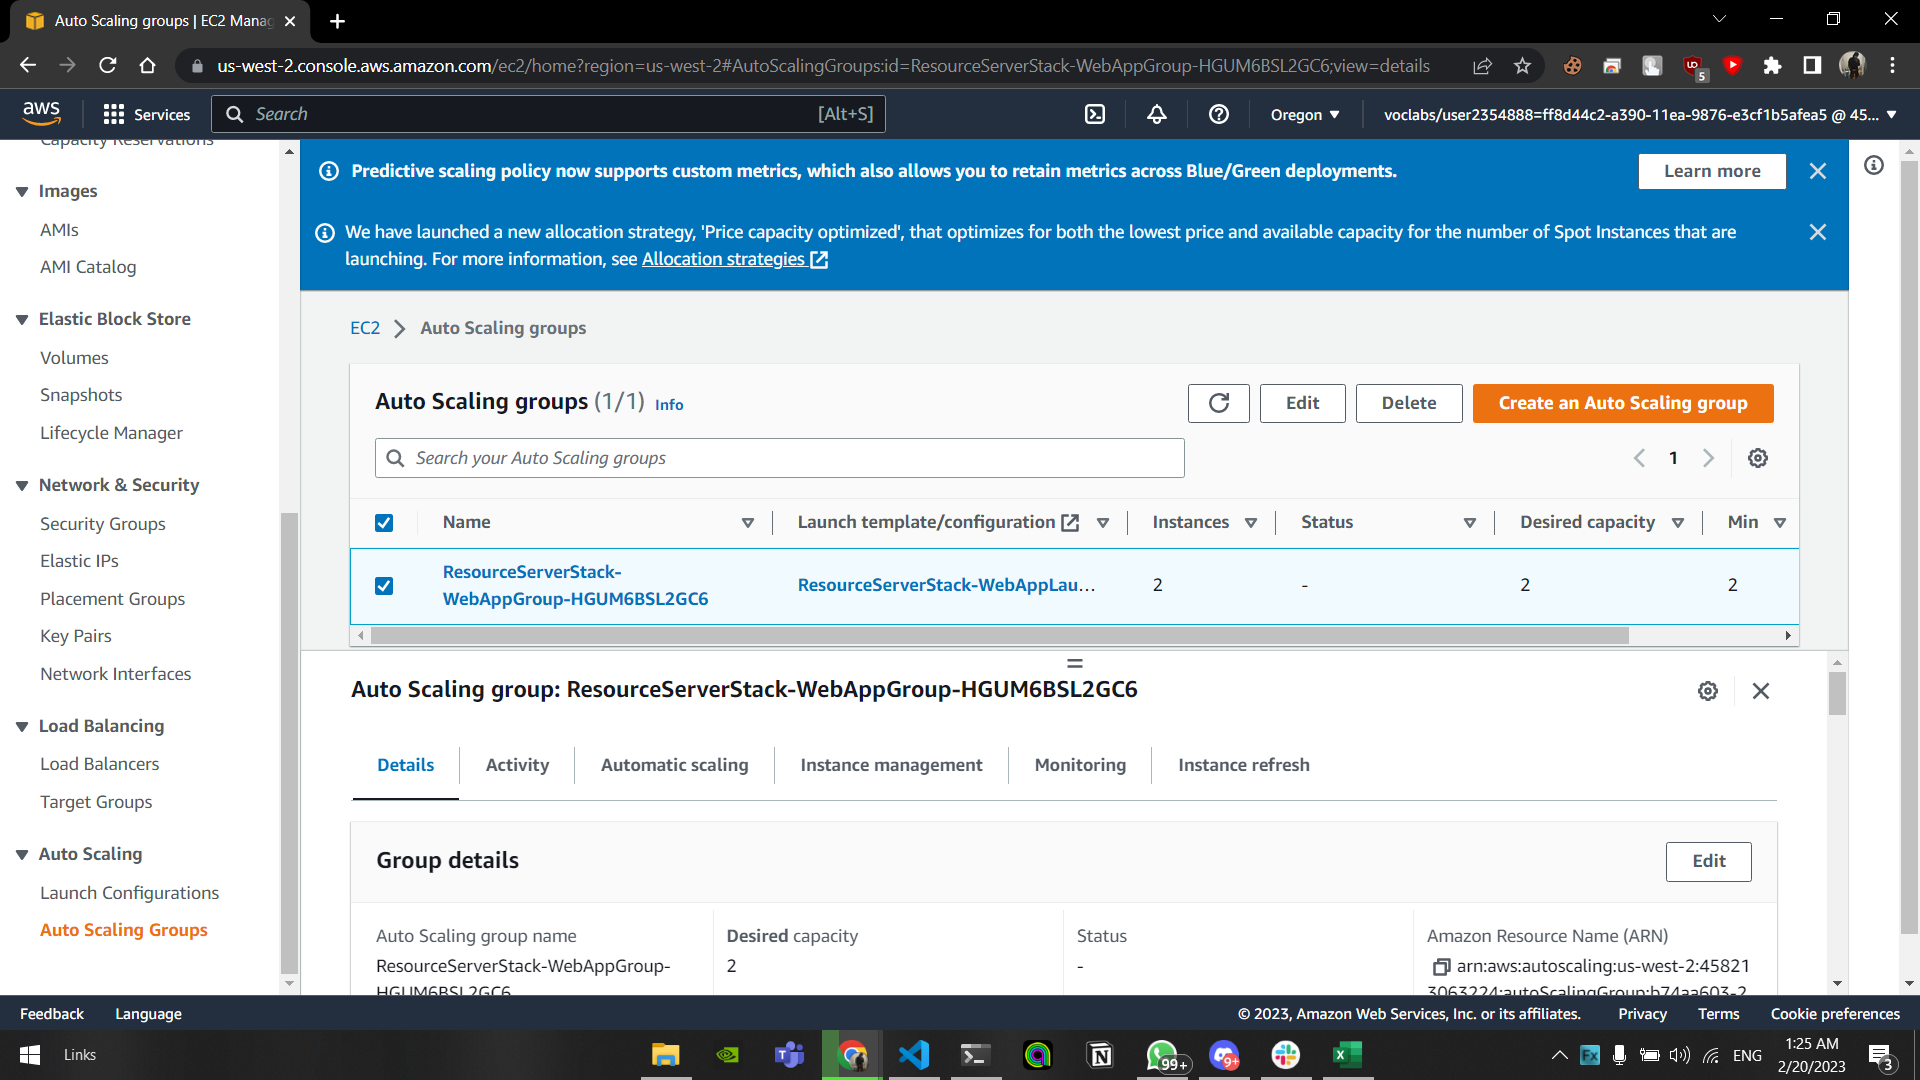 Auto Scaling groups | EC2 Manag
us-west-2.console.aws.amazon.com/ec2/home?region=us-west-2#AutoScalingGroups:id=ResourceServerStack-WebAppGroup-HGUM6BSL2GC6;view=details
5
aws
Services
Search
[Alt+S]
Oregon
voclabs/user2354888=ff8d44c2-a390-11ea-9876-e3cf1b5afea5 @ 45...
Capacity Reservations
Images
AMIs
AMI Catalog
Elastic Block Store
Volumes
Snapshots
Lifecycle Manager
Network & Security
Security Groups
Elastic IPs
Placement Groups
Key Pairs
Network Interfaces
Load Balancing
Load Balancers
Target Groups
Auto Scaling
Launch Configurations
Auto Scaling Groups
Predictive scaling policy now supports custom metrics, which also allows you to retain metrics across Blue/Green deployments.
Learn more
We have launched a new allocation strategy, 'Price capacity optimized', that optimizes for both the lowest price and available capacity for the number of Spot Instances that are
launching. For more information, see Allocation strategies
EC2 > Auto Scaling groups
Auto Scaling groups (1/1) Info
Edit
Delete
Create an Auto Scaling group
Search your Auto Scaling groups
1
Name
Launch template/configuration
Instances
Status
Desired capacity
Min
ResourceServerStack-
WebAppGroup-HGUM6BSL2GC6
ResourceServerStack-WebAppLau...
2
-
2
2
Auto Scaling group: ResourceServerStack-WebAppGroup-HGUM6BSL2GC6
Details
Activity
Automatic scaling
Instance management
Monitoring
Instance refresh
Group details
Edit
Auto Scaling group name
ResourceServerStack-WebAppGroup-
HGUM6BSL2GC6
Desired capacity
2
Status
-
Amazon Resource Name (ARN)
arn:aws:autoscaling:us-west-2:45821
3063224:autoScalingGroup:b74aa603-2
Feedback
Language
© 2023, Amazon Web Services, Inc. or its affiliates.
Privacy
Terms
Cookie preferences
Links
99+
9+
ENG
1:25 AM
2/20/2023
3